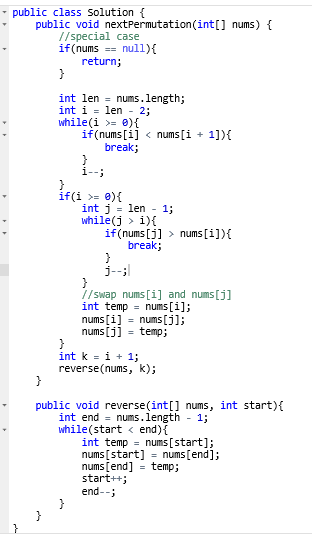 public class Solution {
    public void nextPermutation(int[] nums) {
        //special case
        if(nums == null){
            return;
        }

        int len = nums.length;
        int i = len - 2;
        while(i >= 0){
            if(nums[i] < nums[i + 1]){
                break;
            }
            i--;
        }
        if(i >= 0){
            int j = len - 1;
            while(j > i){
                if(nums[j] > nums[i]){
                    break;
                }
                j--;
            }
            //swap nums[i] and nums[j]
            int temp = nums[i];
            nums[i] = nums[j];
            nums[j] = temp;
        }
        int k = i + 1;
        reverse(nums, k);
    }

    public void reverse(int[] nums, int start){
        int end = nums.length - 1;
        while(start < end){
            int temp = nums[start];
            nums[start] = nums[end];
            nums[end] = temp;
            start++;
            end--;
        }
    }
}